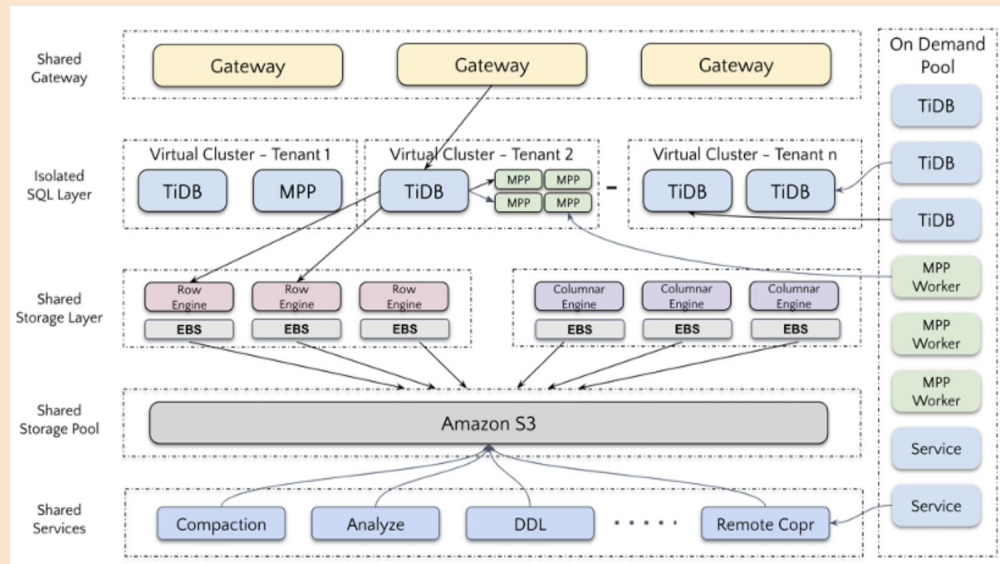 Shared
Gateway
Gateway
Gateway
Gateway
On Demand
Pool
TiDB
TiDB
TiDB
MPP
Worker
MPP
Worker
MPP
Worker
Service
Service
Isolated
SQL Layer
Virtual Cluster - Tenant 1
TiDB
MPP
Virtual Cluster - Tenant 2
TiDB
MPP
MPP
MPP
MPP
Virtual Cluster - Tenant n
TiDB
TiDB
Shared
Storage Layer
Row
Engine
EBS
Row
Engine
EBS
Row
Engine
EBS
Columnar
Engine
EBS
Columnar
Engine
EBS
Columnar
Engine
EBS
Shared
Storage Pool
Amazon S3
Shared
Services
Compaction
Analyze
DDL
Remote Copr